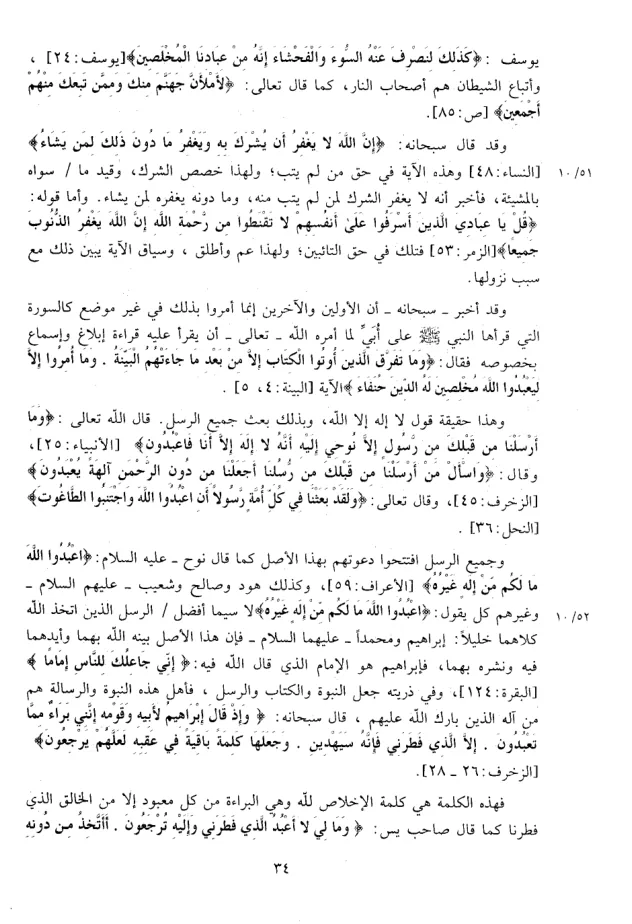 يوسف : ﴿كَذَلِكَ لِنَصْرِفَ عَنْهُ السُّوءَ وَالْفَحْشَاءَ إِنَّهُ مِنْ عِبَادِنَا الْمُخْلَصِينَ﴾[يوسف:٢٤] ،
وأتباع الشيطان هم أصحاب النار، كما قال تعالى: ﴿لأَمْلأَنَّ جَهَنَّمَ مِنكَ وَمِمَّن تَبِعَكَ مِنْهُمْ
أَجْمَعِينَ﴾ [ص:٨٥].
وقد قال سبحانه: ﴿إِنَّ اللَّهَ لا يَغْفِرُ أَن يُشْرَكَ بِهِ وَيَغْفِرُ مَا دُونَ ذَلِكَ لِمَن يَشَاءُ﴾
[النساء:٤٨] وهذه الآية في حق من لم يتب؛ ولهذا خصص الشرك، وقيد ما / سواه ١٠/٥١
بالمشيئة، فأخبر أنه لا يغفر الشرك لمن لم يتب منه، وما دونه يغفره لمن يشاء. وأما قوله:
﴿قُلْ يَا عِبَادِيَ الَّذِينَ أَسْرَفُوا عَلَىٰ أَنفُسِهِمْ لا تَقْنَطُوا مِن رَّحْمَةِ اللَّهِ إِنَّ اللَّهَ يَغْفِرُ الذُّنُوبَ
جَمِيعًا﴾[الزمر:٥٣] فتلك في حق التائبين؛ ولهذا عم وأطلق ، وسياق الآية يبين ذلك مع
سبب نزولها.
وقد أخبر ـ سبحانه ـ أن الأولين والآخرين إنما أمروا بذلك في غير موضع كالسورة
التي قرأها النبي ﷺ على أُبَيٍّ لما أمره الله ـ تعالى ـ أن يقرأ عليه قراءة إبلاغ وإسماع
بخصوصه فقال: ﴿وَمَا تَفَرَّقَ الَّذِينَ أُوتُوا الْكِتَابَ إِلاَّ مِنْ بَعْدِ مَا جَاءَتْهُمُ الْبَيِّنَةُ . وَمَا أُمِرُوا إِلاَّ
لِيَعْبُدُوا اللَّهَ مُخْلِصِينَ لَهُ الدِّينَ حُنَفَاءَ ﴾الآية [البينة:٤، ٥] .
وهذا حقيقة قول لا إله إلا الله، وبذلك بعث جميع الرسل. قال الله تعالى :﴿وَمَا
أَرْسَلْنَا مِن قَبْلِكَ مِن رَّسُولٍ إِلاَّ نُوحِي إِلَيْهِ أَنَّهُ لا إِلَهَ إِلاَّ أَنَا فَاعْبُدُونِ﴾ [الأنبياء:٢٥]،
وقال: ﴿وَاسْأَلْ مَنْ أَرْسَلْنَا مِن قَبْلِكَ مِن رُّسُلِنَا أَجَعَلْنَا مِن دُونِ الرَّحْمَنِ آلِهَةً يُعْبَدُونَ﴾
[الزخرف:٤٥]، وقال تعالى: ﴿وَلَقَدْ بَعَثْنَا فِي كُلِّ أُمَّةٍ رَّسُولاً أَنِ اعْبُدُوا اللَّهَ وَاجْتَنِبُوا الطَّاغُوتَ﴾
[النحل:٣٦] .
وجميع الرسل افتتحوا دعوتهم بهذا الأصل كما قال نوح ـ عليه السلام: ﴿اعْبُدُوا اللَّهَ
مَا لَكُم مِّنْ إِلَهٍ غَيْرُهُ﴾ [الأعراف:٥٩]، وكذلك هود وصالح وشعيب ـ عليهم السلام ـ
وغيرهم كل يقول: ﴿اعْبُدُوا اللَّهَ مَا لَكُم مِّنْ إِلَهٍ غَيْرُهُ﴾لا سيما أفضل / الرسل الذين اتخذ الله ١٠/٥٢
كلاهما خليلاً: إبراهيم ومحمداً ـ عليهما السلام ـ فإن هذا الأصل بينه الله بهما وأيدهما
فيه ونشره بهما، فإبراهيم هو الإمام الذي قال الله فيه: ﴿ إِنِّي جَاعِلُكَ لِلنَّاسِ إِمَامًا ﴾
[البقرة:١٢٤]، وفي ذريته جعل النبوة والكتاب والرسل ، فأهل هذه النبوة والرسالة هم
من آله الذين بارك الله عليهم ، قال سبحانه: ﴿ وَإِذْ قَالَ إِبْرَاهِيمُ لأَبِيهِ وَقَوْمِهِ إِنَّنِي بَرَاءٌ مِّمَّا
تَعْبُدُونَ . إِلاَّ الَّذِي فَطَرَنِي فَإِنَّهُ سَيَهْدِينِ . وَجَعَلَهَا كَلِمَةً بَاقِيَةً فِي عَقِبِهِ لَعَلَّهُمْ يَرْجِعُونَ﴾
[الزخرف:٢٦ ـ ٢٨].
فهذه الكلمة هي كلمة الإخلاص لله وهي البراءة من كل معبود إلا من الخالق الذي
فطرنا كما قال صاحب يس: ﴿ وَمَا لِيَ لا أَعْبُدُ الَّذِي فَطَرَنِي وَإِلَيْهِ تُرْجَعُونَ . أَأَتَّخِذُ مِن دُونِهِ
٣٤